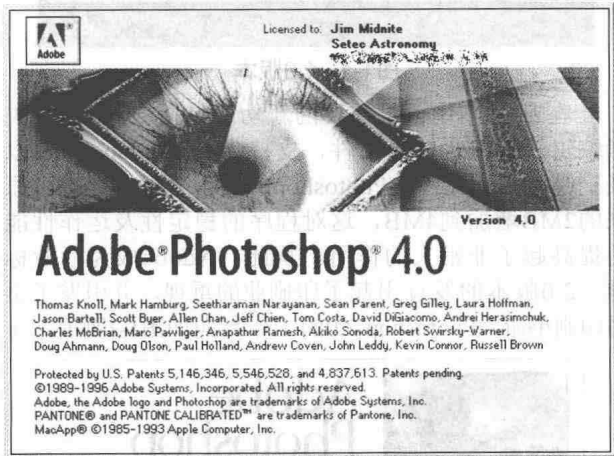 Adobe
Licensed to: Jim Midnite
Setec Astronomy
Version 4.0
Adobe® Photoshop® 4.0
Thomas Knoll, Mark Hamburg, Seetharaman Narayanan, Sean Parent, Greg Gilley, Laura Hoffman,
Jason Bartell, Scott Byer, Allen Chan, Jeff Chien, Tom Costa, David DiGiacomo, Andrei Herasimchuk,
Charles McBrian, Marc Pawliger, Anapathur Ramesh, Akiko Sonoda, Robert Swirsky-Warner,
Doug Ahmann, Doug Olson, Paul Holland, Andrew Coven, John Leddy, Kevin Connor, Russell Brown
Protected by U.S. Patents 5,146,346, 5,546,528, and 4,837,613. Patents pending.
©1989-1996 Adobe Systems, Incorporated. All rights reserved.
Adobe, the Adobe logo and Photoshop are trademarks of Adobe Systems, Inc.
PANTONE® and PANTONE CALIBRATED™ are trademarks of Pantone, Inc.
MacApp® ©1985-1993 Apple Computer, Inc.